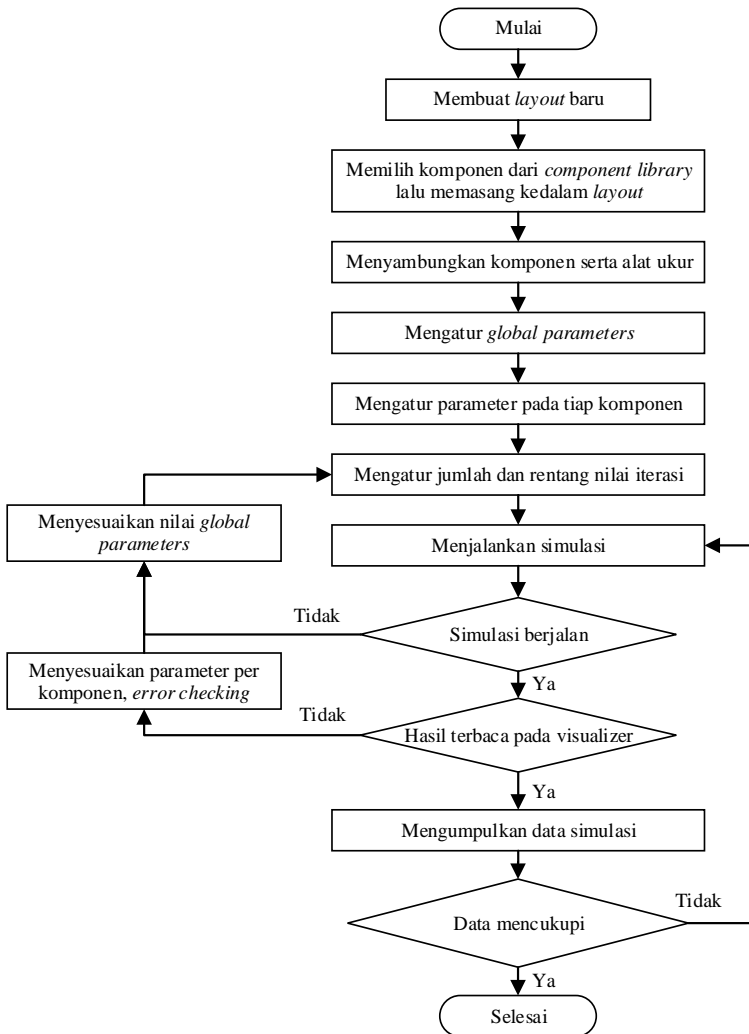 Mulai
Membuat layout baru
Memilih komponen dari component library
lalu memasang kedalam layout
Menyambungkan komponen serta alat ukur
Mengatur global parameters
Mengatur parameter pada tiap komponen
Mengatur jumlah dan rentang nilai iterasi
Menyesuaikan nilai global
parameters
Menjalankan simulasi
Tidak
Simulasi berjalan
Menyesuaikan parameter per
komponen, error checking
Ya
Tidak
Hasil terbaca pada visualizer
Ya
Mengumpulkan data simulasi
Tidak
Data mencukupi
Ya
Selesai